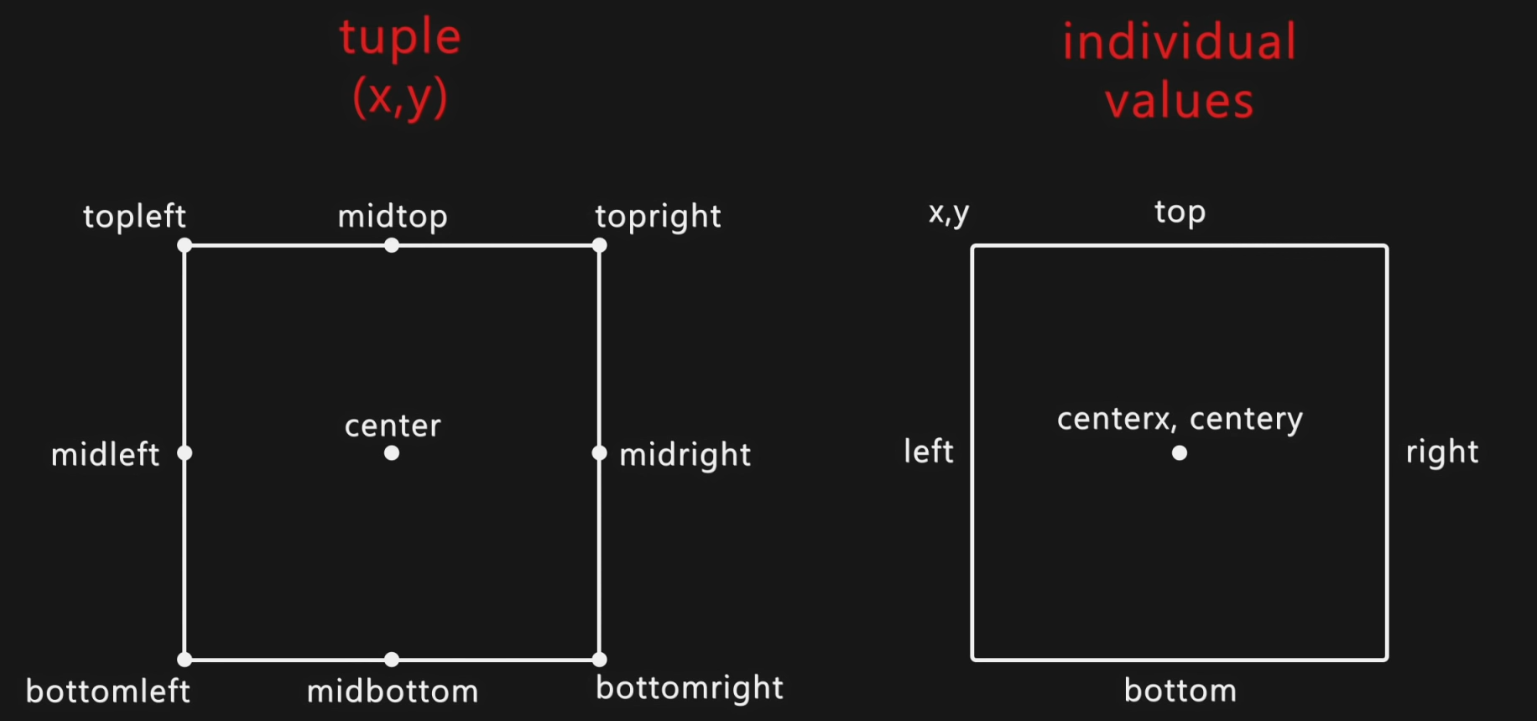 tuple
(x,y)
topleft midtop topright
midleft center midright
bottomleft midbottom bottomright
individual
values
x,y top
left centerx, centery right
bottom